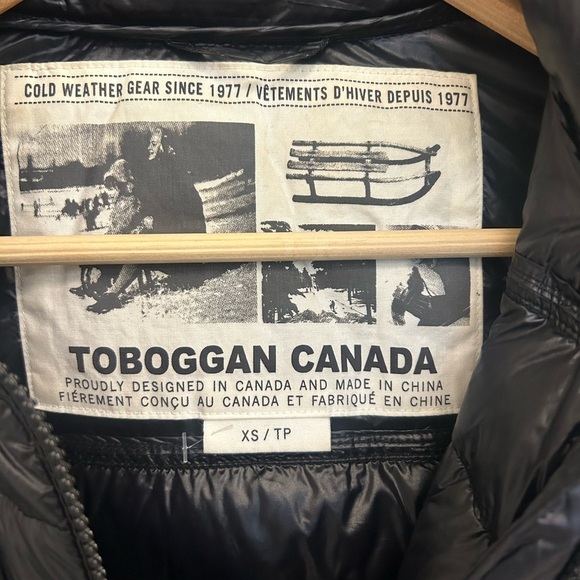 COLD WEATHER GEAR SINCE 1977 / VÊTEMENTS D'HIVER DEPUIS 1977
TOBOGGAN CANADA
PROUDLY DESIGNED IN CANADA AND MADE IN CHINA
FIÈREMENT CONÇU AU CANADA ET FABRIQUÉ EN CHINE
XS / TP